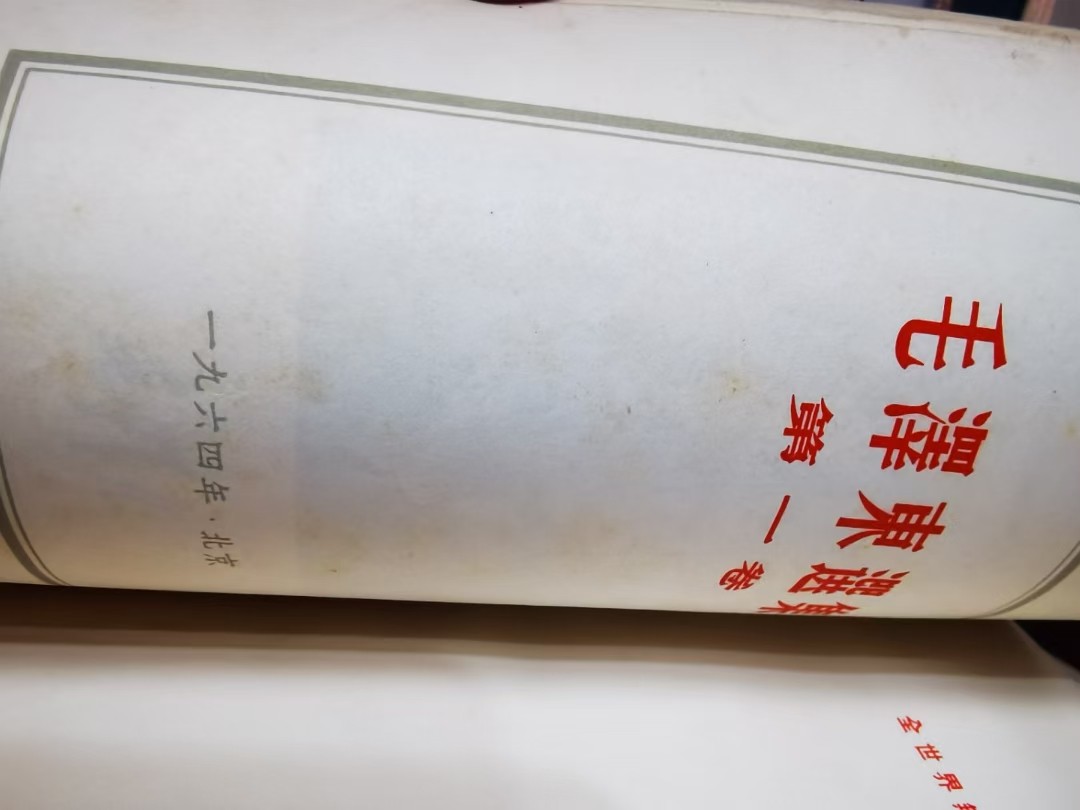 毛澤東選集
第一卷
一九六四年·北京
全世界